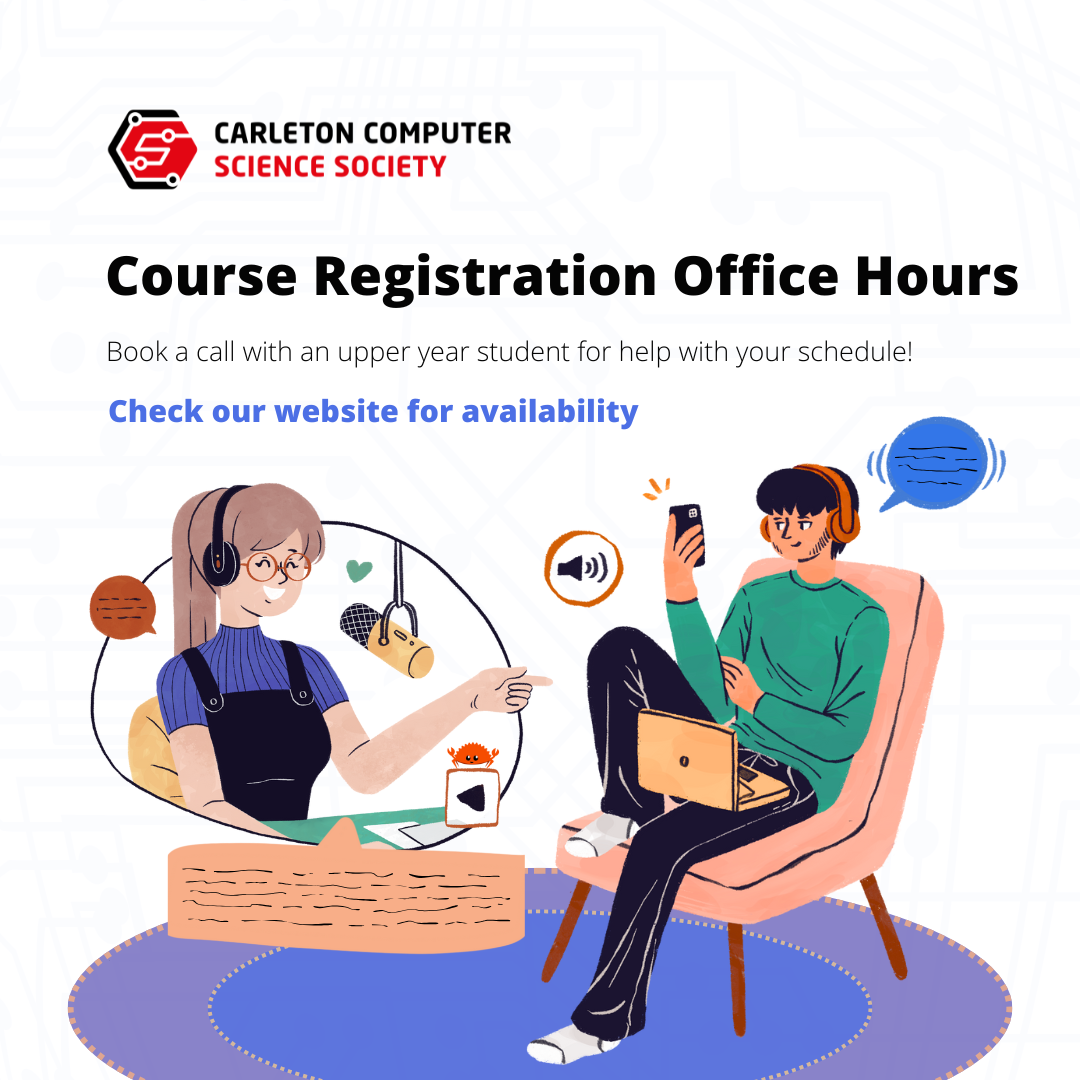 CARLETON COMPUTER
SCIENCE SOCIETY
Course Registration Office Hours
Book a call with an upper year student for help with your schedule!
Check our website for availability